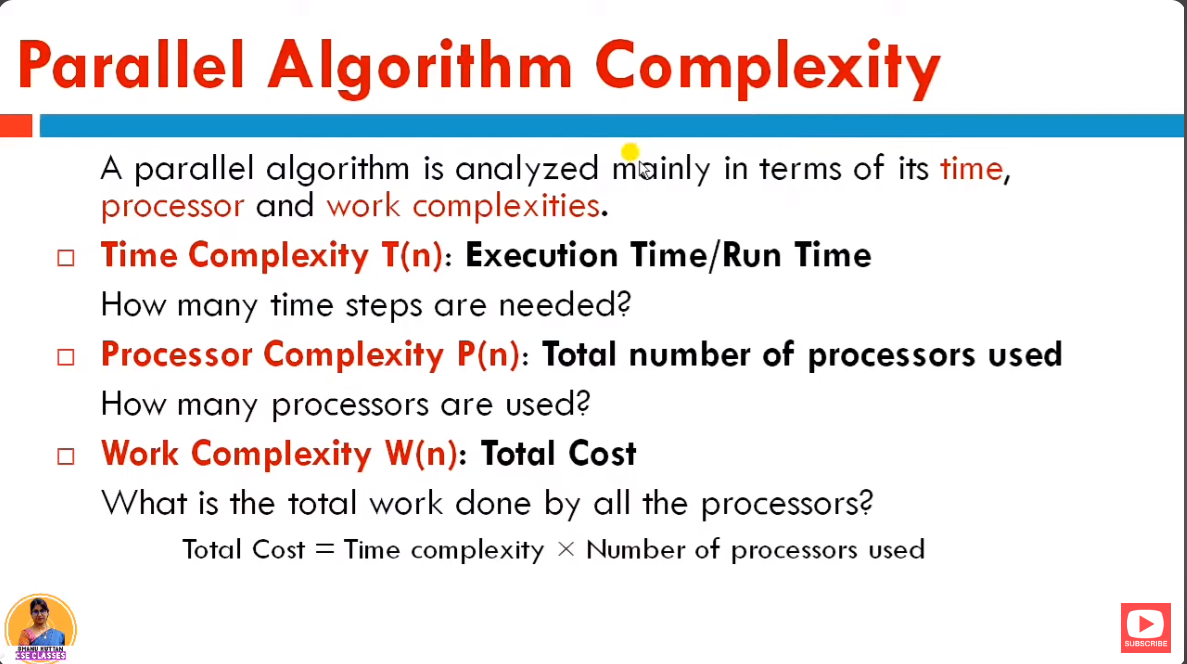 Parallel Algorithm Complexity
A parallel algorithm is analyzed mainly in terms of its time,
processor and work complexities.
Time Complexity T(n): Execution Time/Run Time
How many time steps are needed?
Processor Complexity P(n): Total number of processors used
How many processors are used?
Work Complexity W(n): Total Cost
What is the total work done by all the processors?
Total Cost = Time complexity × Number of processors used
SHANU KUTTAN
CSE CLASSES
SUBSCRIBE